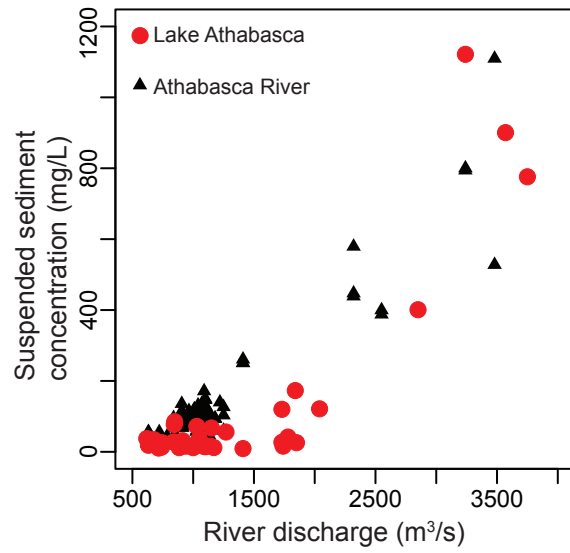 Lake Athabasca
Athabasca River
Suspended sediment
concentration (mg/L)
1200
800
400
0
500
1500
2500
3500
River discharge (m³/s)